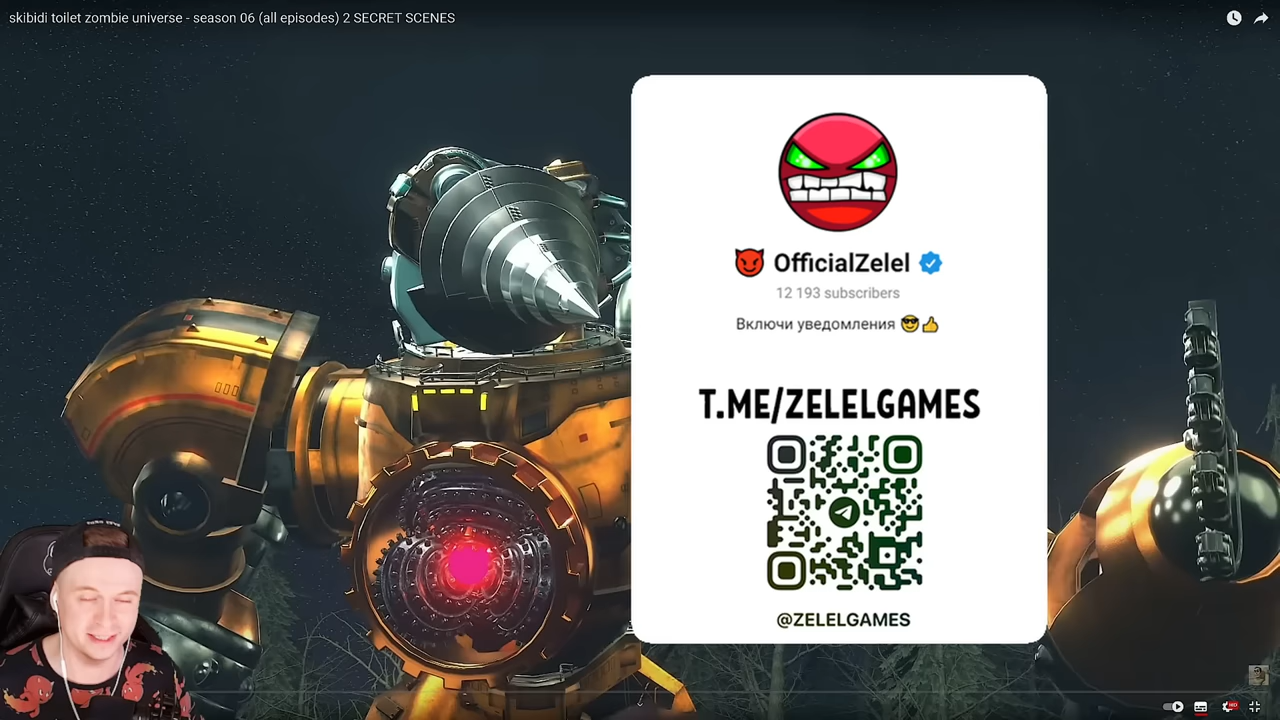 skibidi toilet zombie universe - season 06 (all episodes) 2 SECRET SCENES
😈 OfficialZelel
12 193 subscribers
Включи уведомления 😎👍
T.ME/ZELELGAMES
@ZELELGAMES
HD